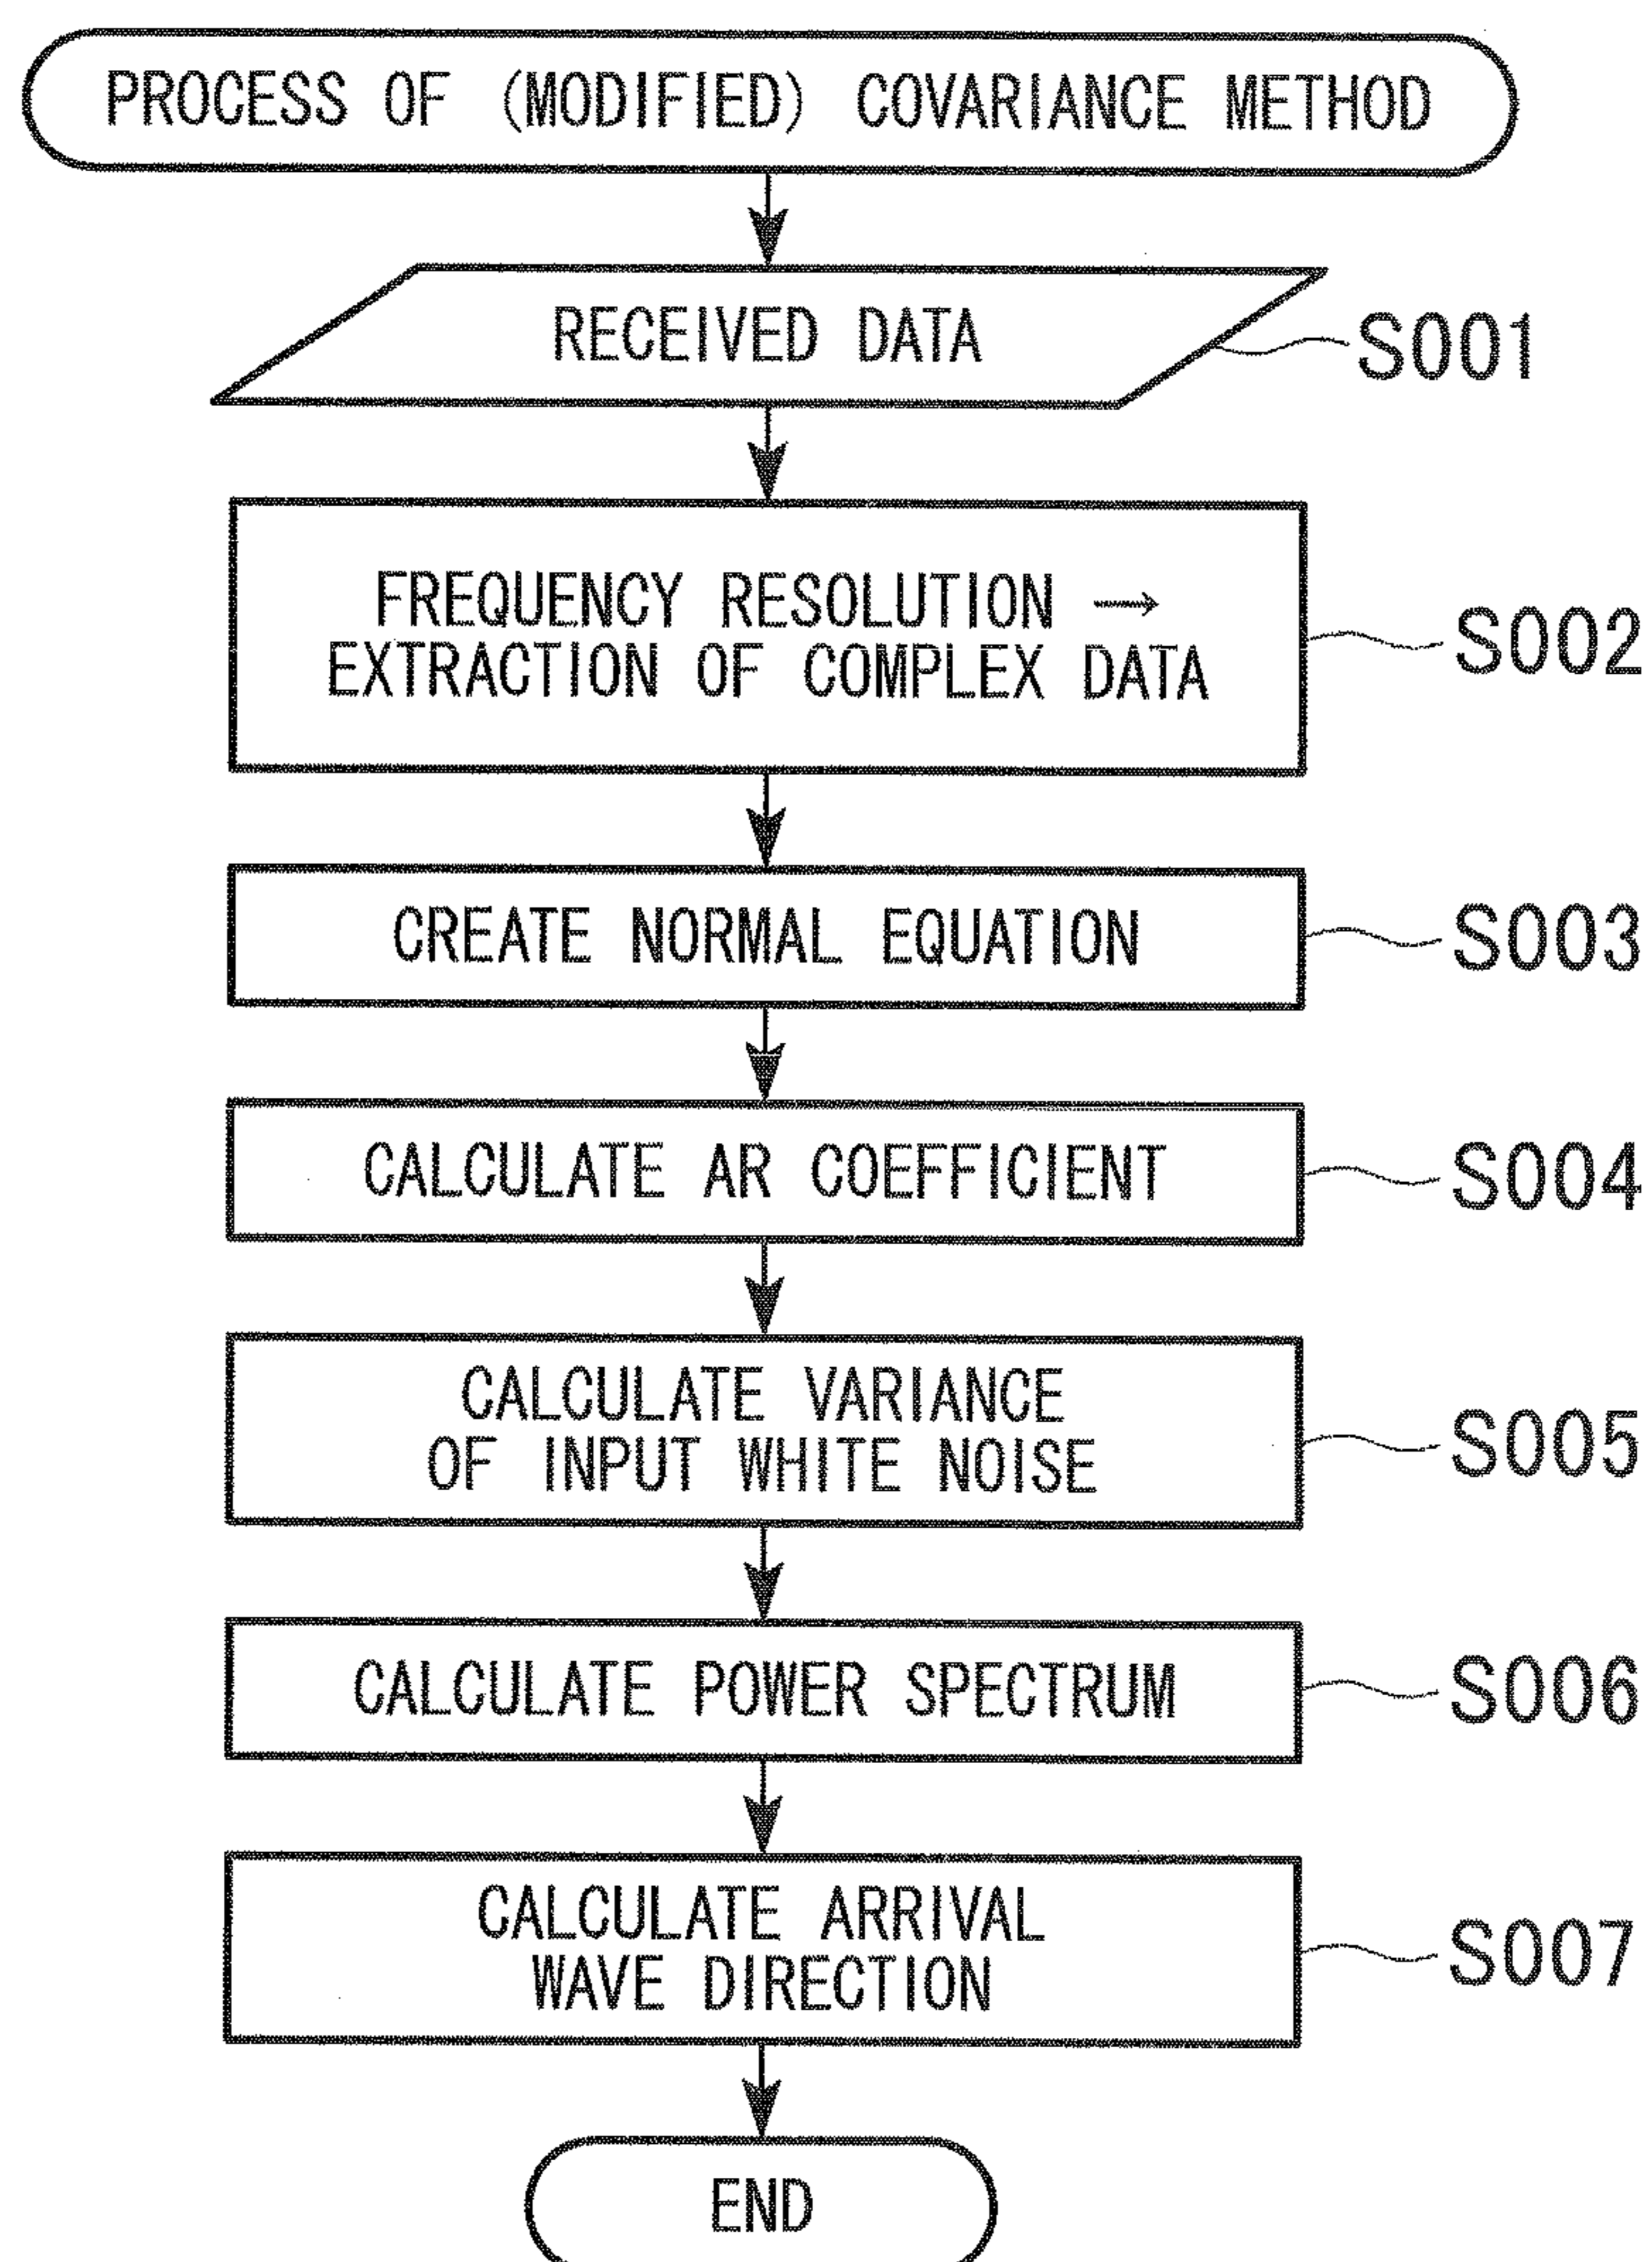 PROCESS OF (MODIFIED) COVARIANCE METHOD
RECEIVED DATA
S001
FREQUENCY RESOLUTION →
EXTRACTION OF COMPLEX DATA
S002
CREATE NORMAL EQUATION
S003
CALCULATE AR COEFFICIENT
S004
CALCULATE VARIANCE
OF INPUT WHITE NOISE
S005
CALCULATE POWER SPECTRUM
S006
CALCULATE ARRIVAL
WAVE DIRECTION
S007
END